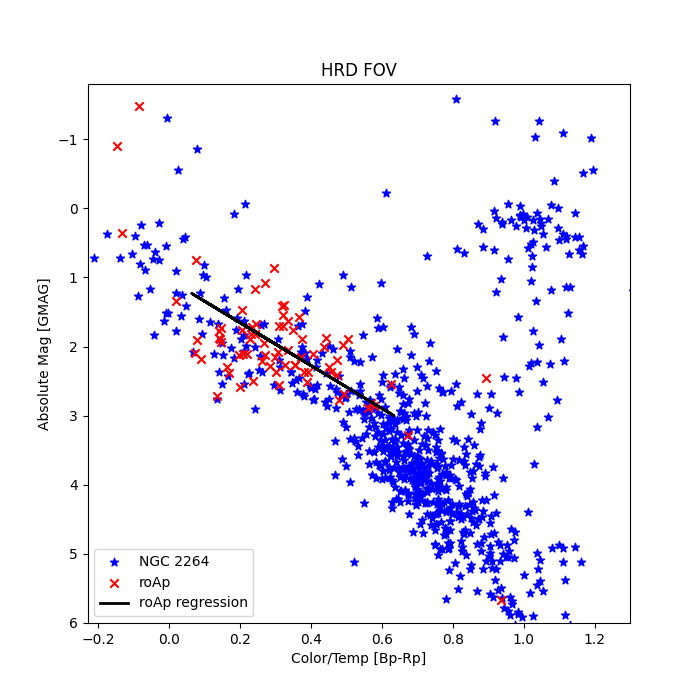 HRD FOV
Absolute Mag [GMAG]
−1
0
1
2
3
4
5
6
NGC 2264
roAp
roAp regression
−0.2
0.0
0.2
0.4
0.6
0.8
1.0
1.2
Color/Temp [Bp-Rp]